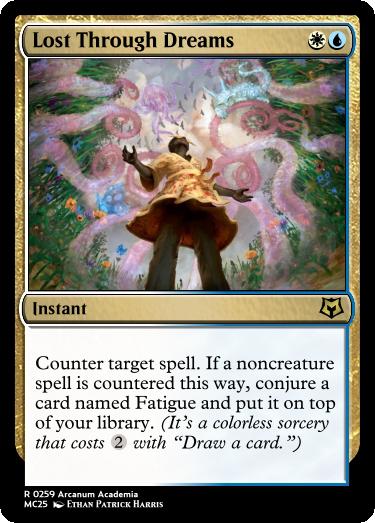 Lost Through Dreams
Instant
Counter target spell. If a noncreature
spell is countered this way, conjure a
card named Fatigue and put it on top
of your library. (It's a colorless sorcery
that costs 2 with “Draw a card.”)
R 0259 Arcanum Academia
MC25 Ethan Patrick Harris